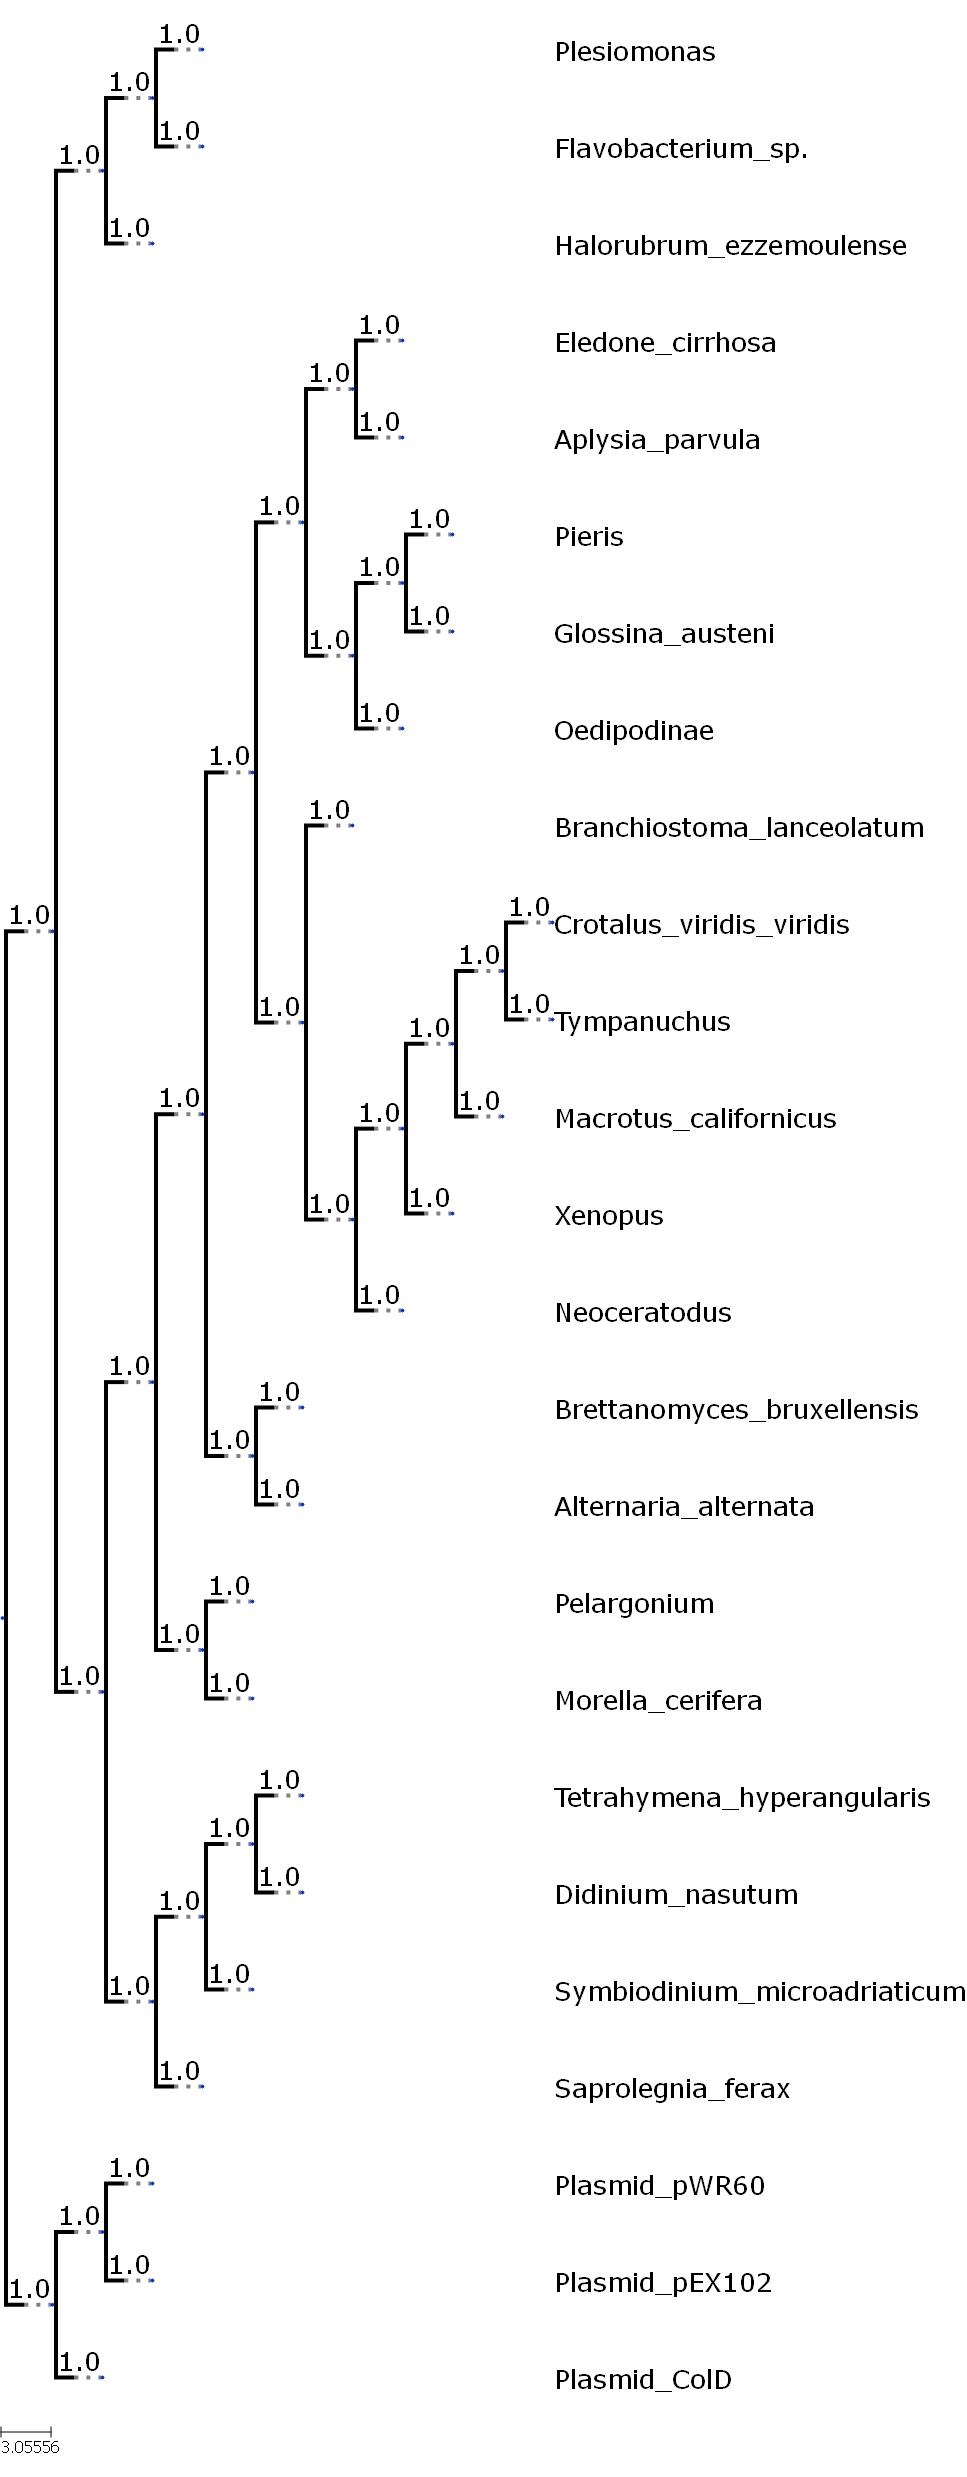 1.0
Plesiomonas
1.0
1.0
1.0
Flavobacterium_sp.
1.0
Halorubrum_ezzemoulense
1.0
Eledone_cirrhosa
1.0
1.0
Aplysia_parvula
1.0
1.0
Pieris
1.0
1.0
Glossina_austeni
1.0
1.0
Oedipodinae
1.0
1.0
Branchiostoma_lanceolatum
1.0
1.0
Crotalus_viridis_viridis
1.0
1.0
1.0
Tympanuchus
1.0
1.0
1.0
Macrotus_californicus
1.0
1.0
Xenopus
1.0
1.0
Neoceratodus
1.0
1.0
Brettanomyces_bruxellensis
1.0
1.0
Alternaria_alternata
1.0
Pelargonium
1.0
1.0
1.0
Morella_cerifera
1.0
Tetrahymena_hyperangularis
1.0
1.0
Didinium_nasutum
1.0
1.0
Symbiodinium_microadriaticum
1.0
1.0
Saprolegnia_ferax
1.0
Plasmid_pWR60
1.0
1.0
Plasmid_pEX102
1.0
1.0
Plasmid_ColD
3.05556